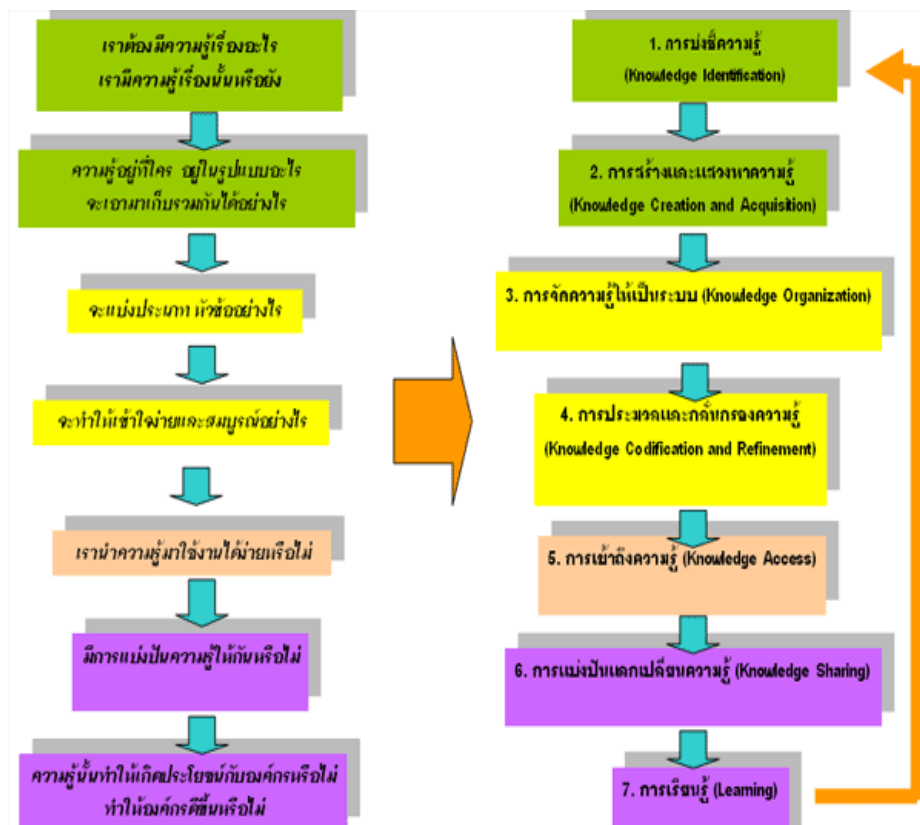 เราต้องมีความรู้เรื่องอะไร
เรามีความรู้เรื่องนั้นหรือยัง
ความรู้อยู่ที่ใคร อยู่ในรูปแบบอะไร
จะเอามาเก็บรวมกันได้อย่างไร
จะแบ่งประเภท หัวข้ออย่างไร
จะทำให้เข้าใจง่ายและสมบูรณ์อย่างไร
เรานำความรู้มาใช้งานได้ง่ายหรือไม่
มีการแบ่งปันความรู้ให้กันหรือไม่
ความรู้นั้นทำให้เกิดประโยชน์กับองค์กรหรือไม่
ทำให้องค์กรดีขึ้นหรือไม่
1. การบ่งชี้ความรู้
(Knowledge Identification)
2. การสร้างและแสวงหาความรู้
(Knowledge Creation and Acquisition)
3. การจัดความรู้ให้เป็นระบบ (Knowledge Organization)
4. การประมวลและกลั่นกรองความรู้
(Knowledge Codification and Refinement)
5. การเข้าถึงความรู้ (Knowledge Access)
6. การแบ่งปันแลกเปลี่ยนความรู้ (Knowledge Sharing)
7. การเรียนรู้ (Learning)